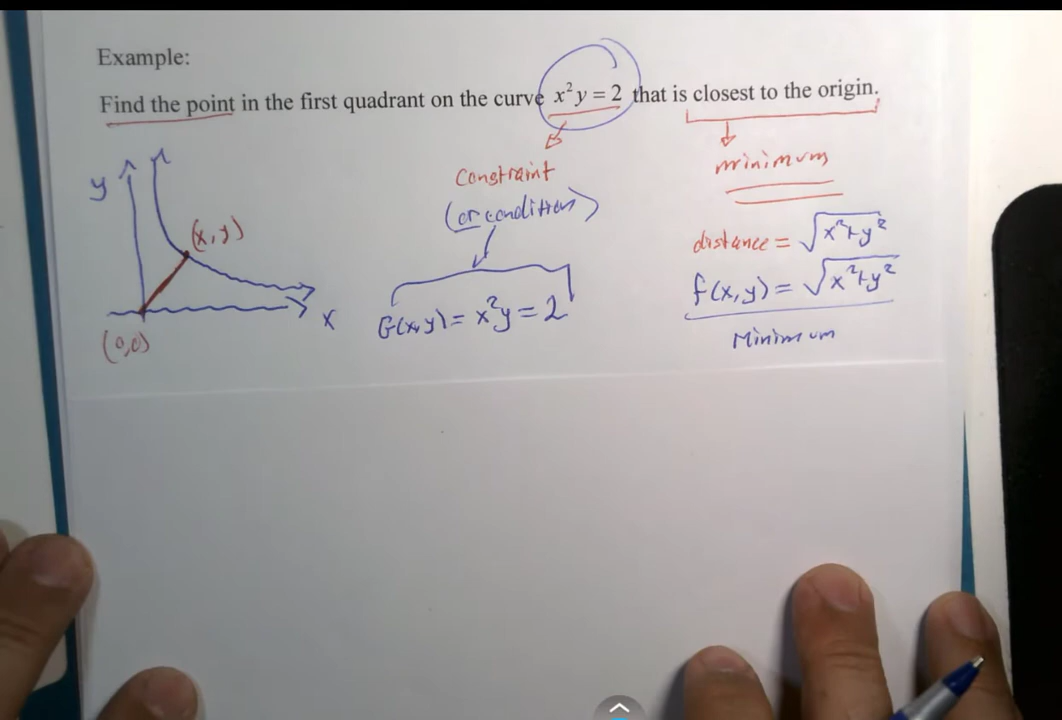 Example:
Find the point in the first quadrant on the curve x²y = 2 that is closest to the origin.
y
(x,y)
(0,0)
x
Constraint
(or condition)
G(x,y) = x²y = 2
minimum
distance = √x²+y²
f(x,y) = √x²+y²
Minimum